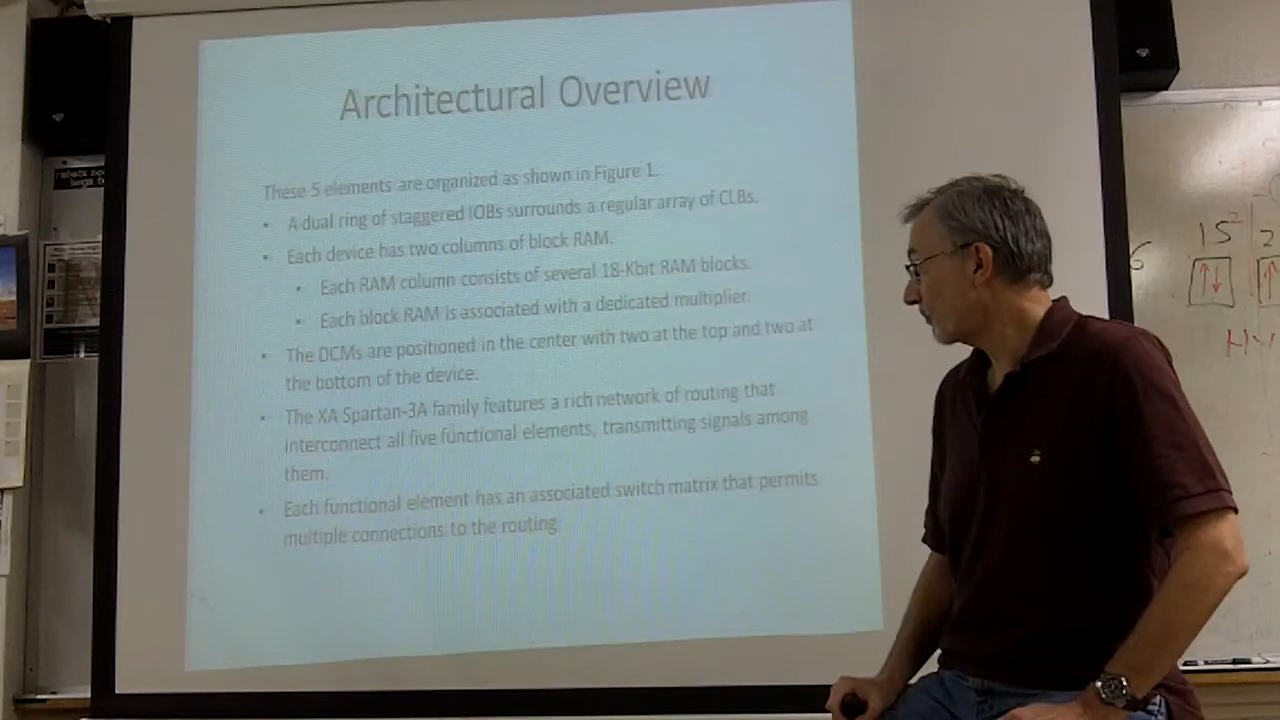 Architectural Overview
These 5 elements are organized as shown in Figure 1.
• A dual ring of staggered IOBs surrounds a regular array of CLBs.
• Each device has two columns of block RAM.
• Each RAM column consists of several 18-Kbit RAM blocks.
• Each block RAM is associated with a dedicated multiplier.
• The DCMs are positioned in the center with two at the top and two at
the bottom of the device.
• The XA Spartan-3A family features a rich network of routing that
interconnect all five functional elements, transmitting signals among
them.
• Each functional element has an associated switch matrix that permits
multiple connections to the routing
6 1S² 2
↑↓ ↑